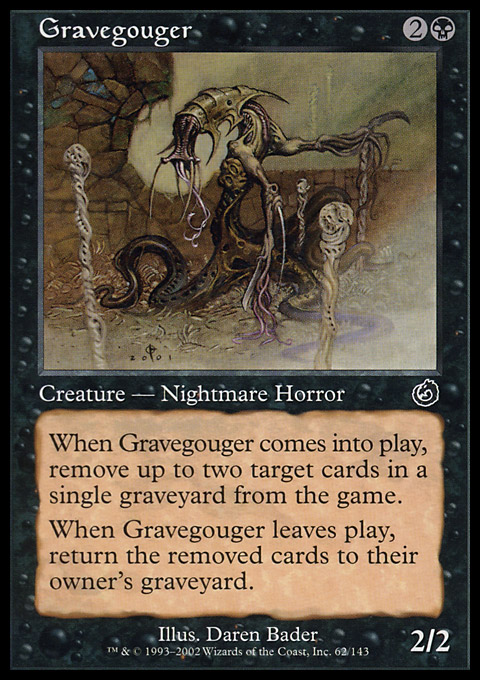 Gravegouger 2
2001
Creature — Nightmare Horror
When Gravegouger comes into play,
remove up to two target cards in a
single graveyard from the game.
When Gravegouger leaves play,
return the removed cards to their
owner's graveyard.
Illus. Daren Bader
2/2
™ & © 1993–2002 Wizards of the Coast, Inc. 62/143